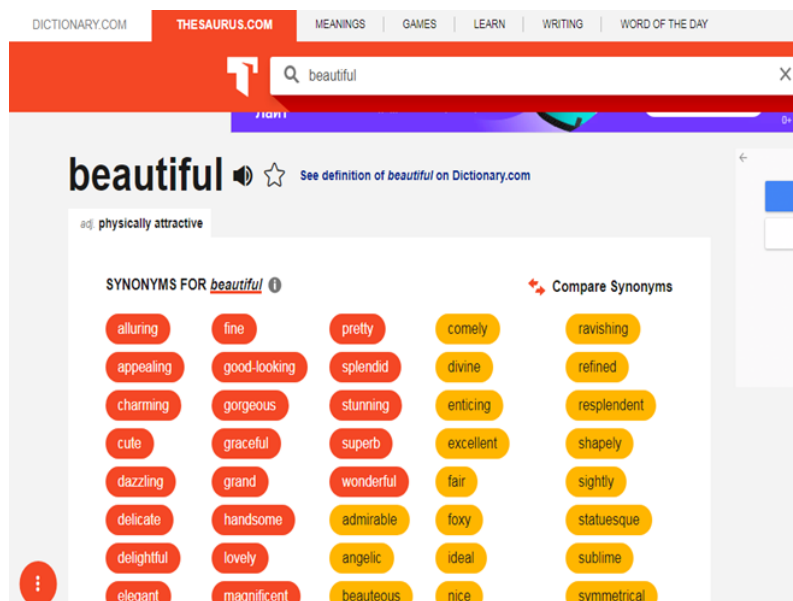 DICTIONARY.COM THESAURUS.COM MEANINGS GAMES LEARN WRITING WORD OF THE DAY
beautiful X
Лайт
0+
beautiful See definition of beautiful on Dictionary.com
adj. physically attractive
SYNONYMS FOR beautiful Compare Synonyms
alluring fine pretty comely ravishing
appealing good-looking splendid divine refined
charming gorgeous stunning enticing resplendent
cute graceful superb excellent shapely
dazzling grand wonderful fair sightly
delicate handsome admirable foxy statuesque
delightful lovely angelic ideal sublime
elegant magnificent beauteous nice symmetrical